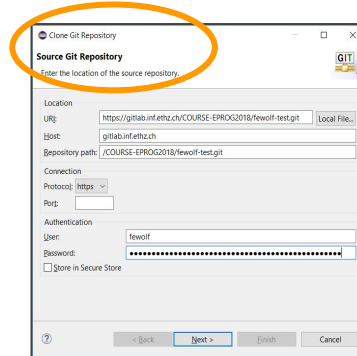 Clone Git Repository
Source Git Repository
Enter the location of the source repository.
GIT
Location
URI: https://gitlab.inf.ethz.ch/COURSE-EPROG2018/fewolf-test.git Local File...
Host: gitlab.inf.ethz.ch
Repository path: /COURSE-EPROG2018/fewolf-test.git
Connection
Protocol: https
Port:
Authentication
User: fewolf
Password:
Store in Secure Store
< Back Next > Finish Cancel